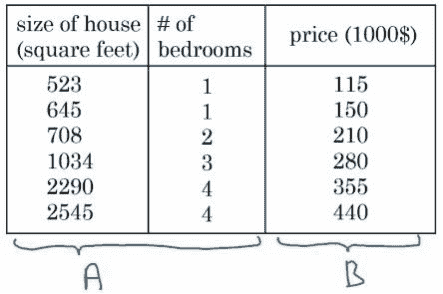 size of house # of price (1000$)
(square feet) bedrooms
523 1 115
645 1 150
708 2 210
1034 3 280
2290 4 355
2545 4 440
A B